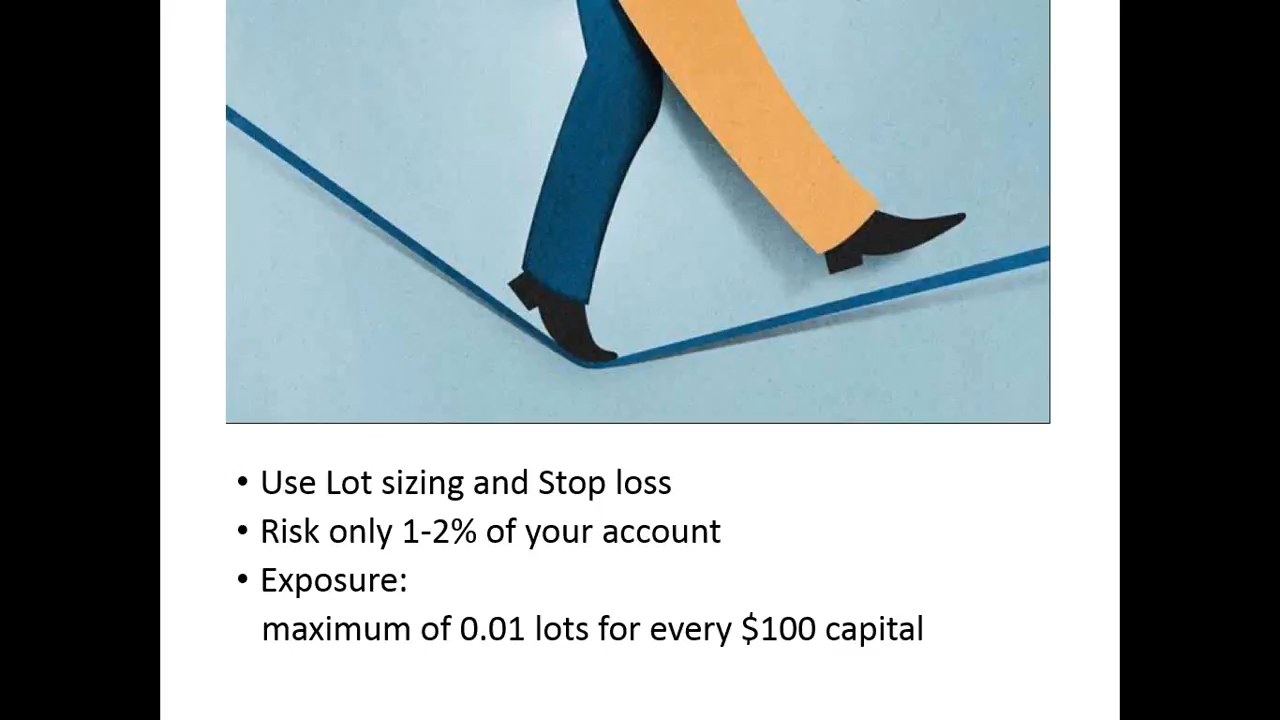 • Use Lot sizing and Stop loss
• Risk only 1-2% of your account
• Exposure:
maximum of 0.01 lots for every $100 capital